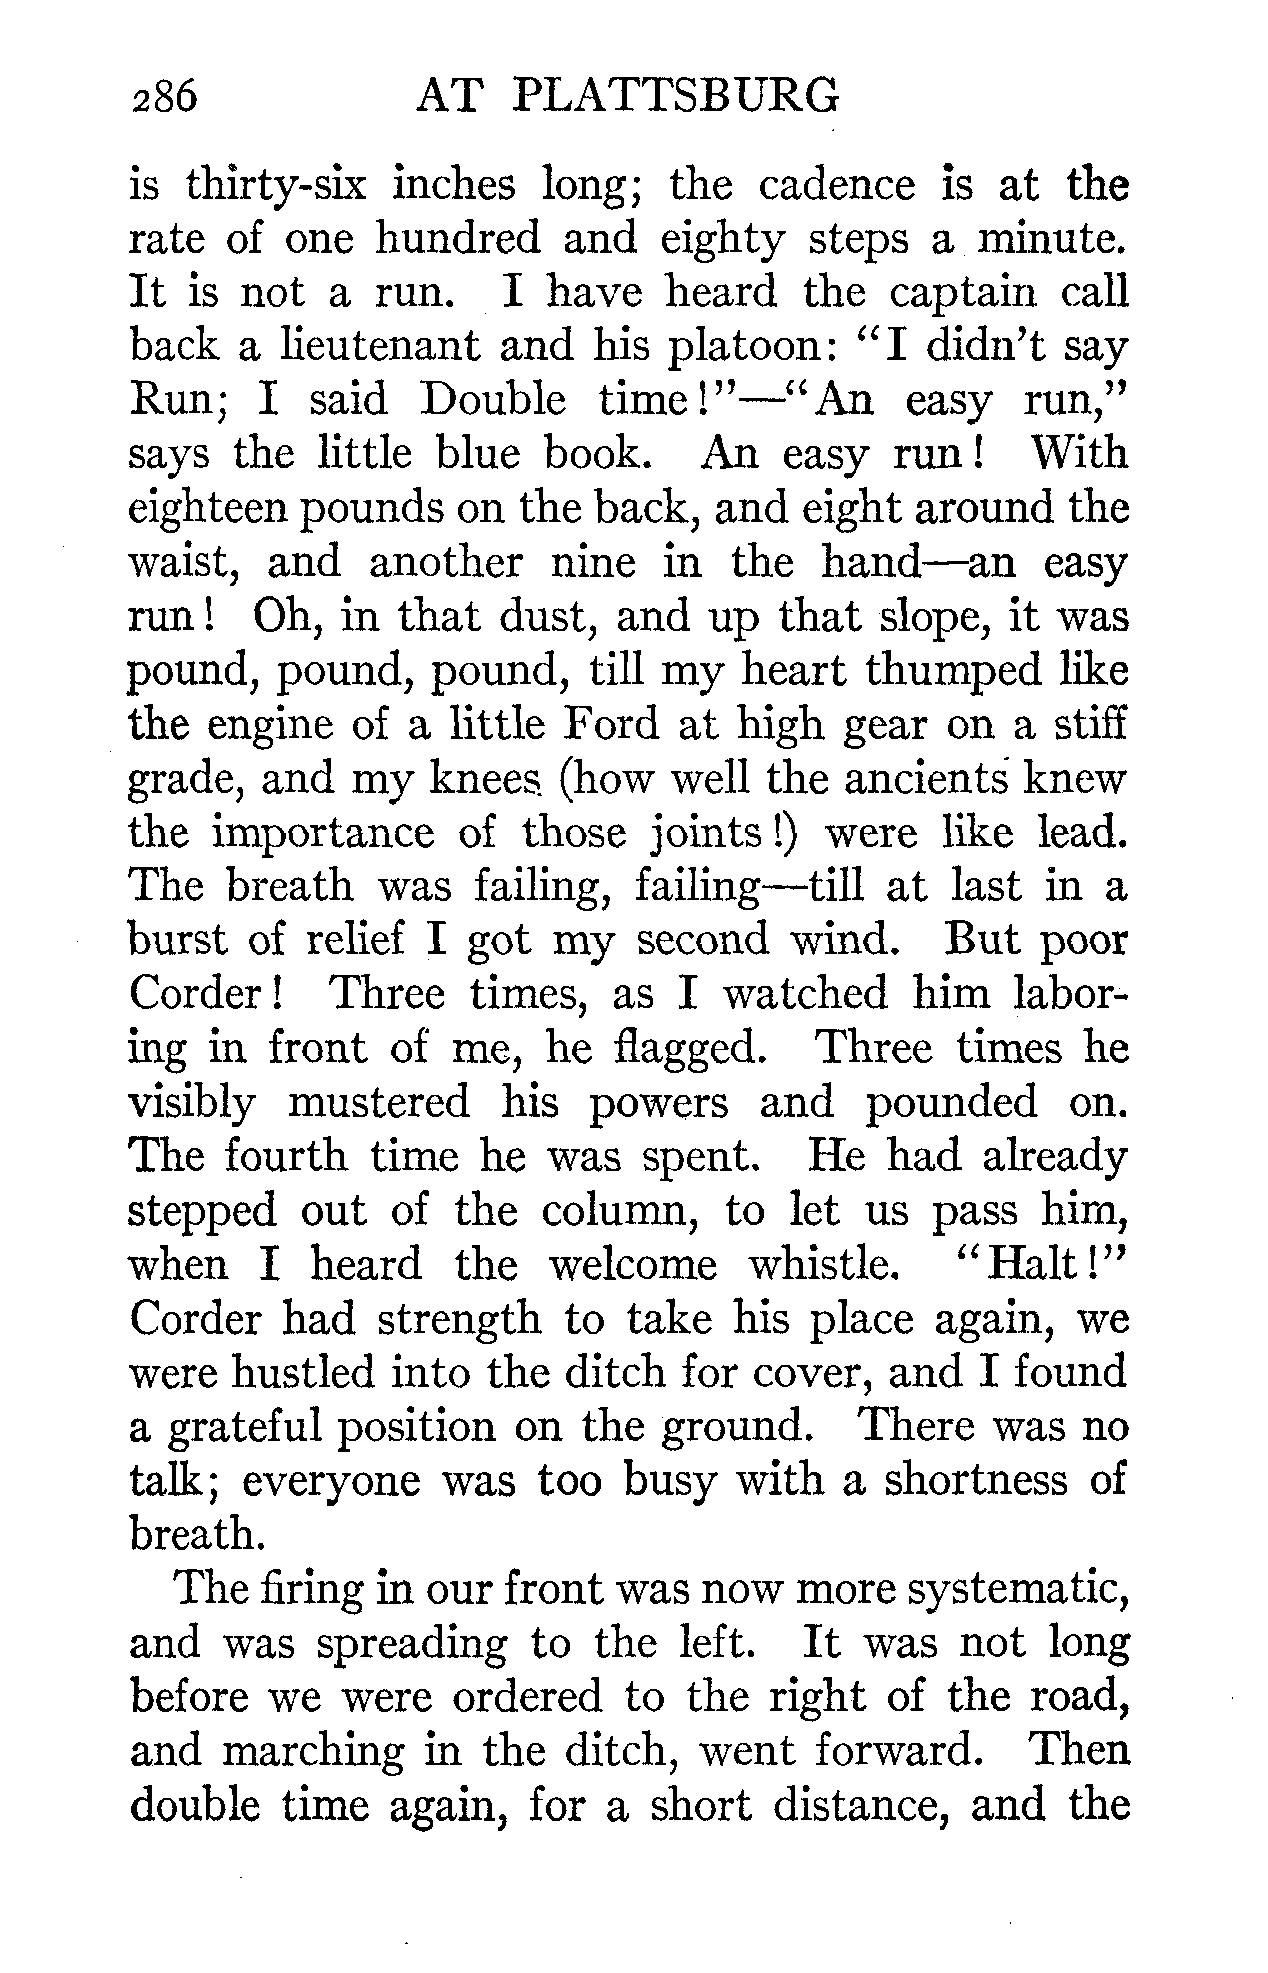 286 AT PLATTSBURG
is thirty-six inches long; the cadence is at the
rate of one hundred and eighty steps a minute.
It is not a run. I have heard the captain call
back a lieutenant and his platoon: "I didn't say
Run; I said Double time!"—"An easy run,"
says the little blue book. An easy run! With
eighteen pounds on the back, and eight around the
waist, and another nine in the hand—an easy
run! Oh, in that dust, and up that slope, it was
pound, pound, pound, till my heart thumped like
the engine of a little Ford at high gear on a stiff
grade, and my knees (how well the ancients knew
the importance of those joints!) were like lead.
The breath was failing, failing—till at last in a
burst of relief I got my second wind. But poor
Corder! Three times, as I watched him labor-
ing in front of me, he flagged. Three times he
visibly mustered his powers and pounded on.
The fourth time he was spent. He had already
stepped out of the column, to let us pass him,
when I heard the welcome whistle. "Halt!"
Corder had strength to take his place again, we
were hustled into the ditch for cover, and I found
a grateful position on the ground. There was no
talk; everyone was too busy with a shortness of
breath.
The firing in our front was now more systematic,
and was spreading to the left. It was not long
before we were ordered to the right of the road,
and marching in the ditch, went forward. Then
double time again, for a short distance, and the